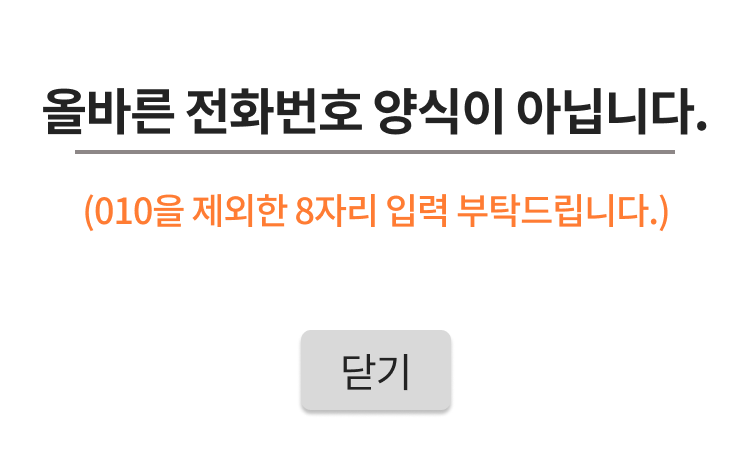 올바른 전화번호 양식이 아닙니다.
(010을 제외한 8자리 입력 부탁드립니다.)
닫기